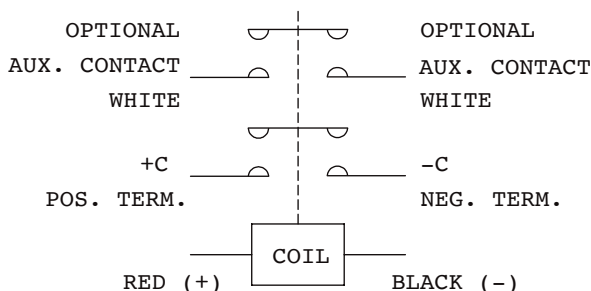 OPTIONAL OPTIONAL
AUX. CONTACT AUX. CONTACT
WHITE WHITE
+C −C
POS. TERM. NEG. TERM.
COIL
RED (+) BLACK (−)